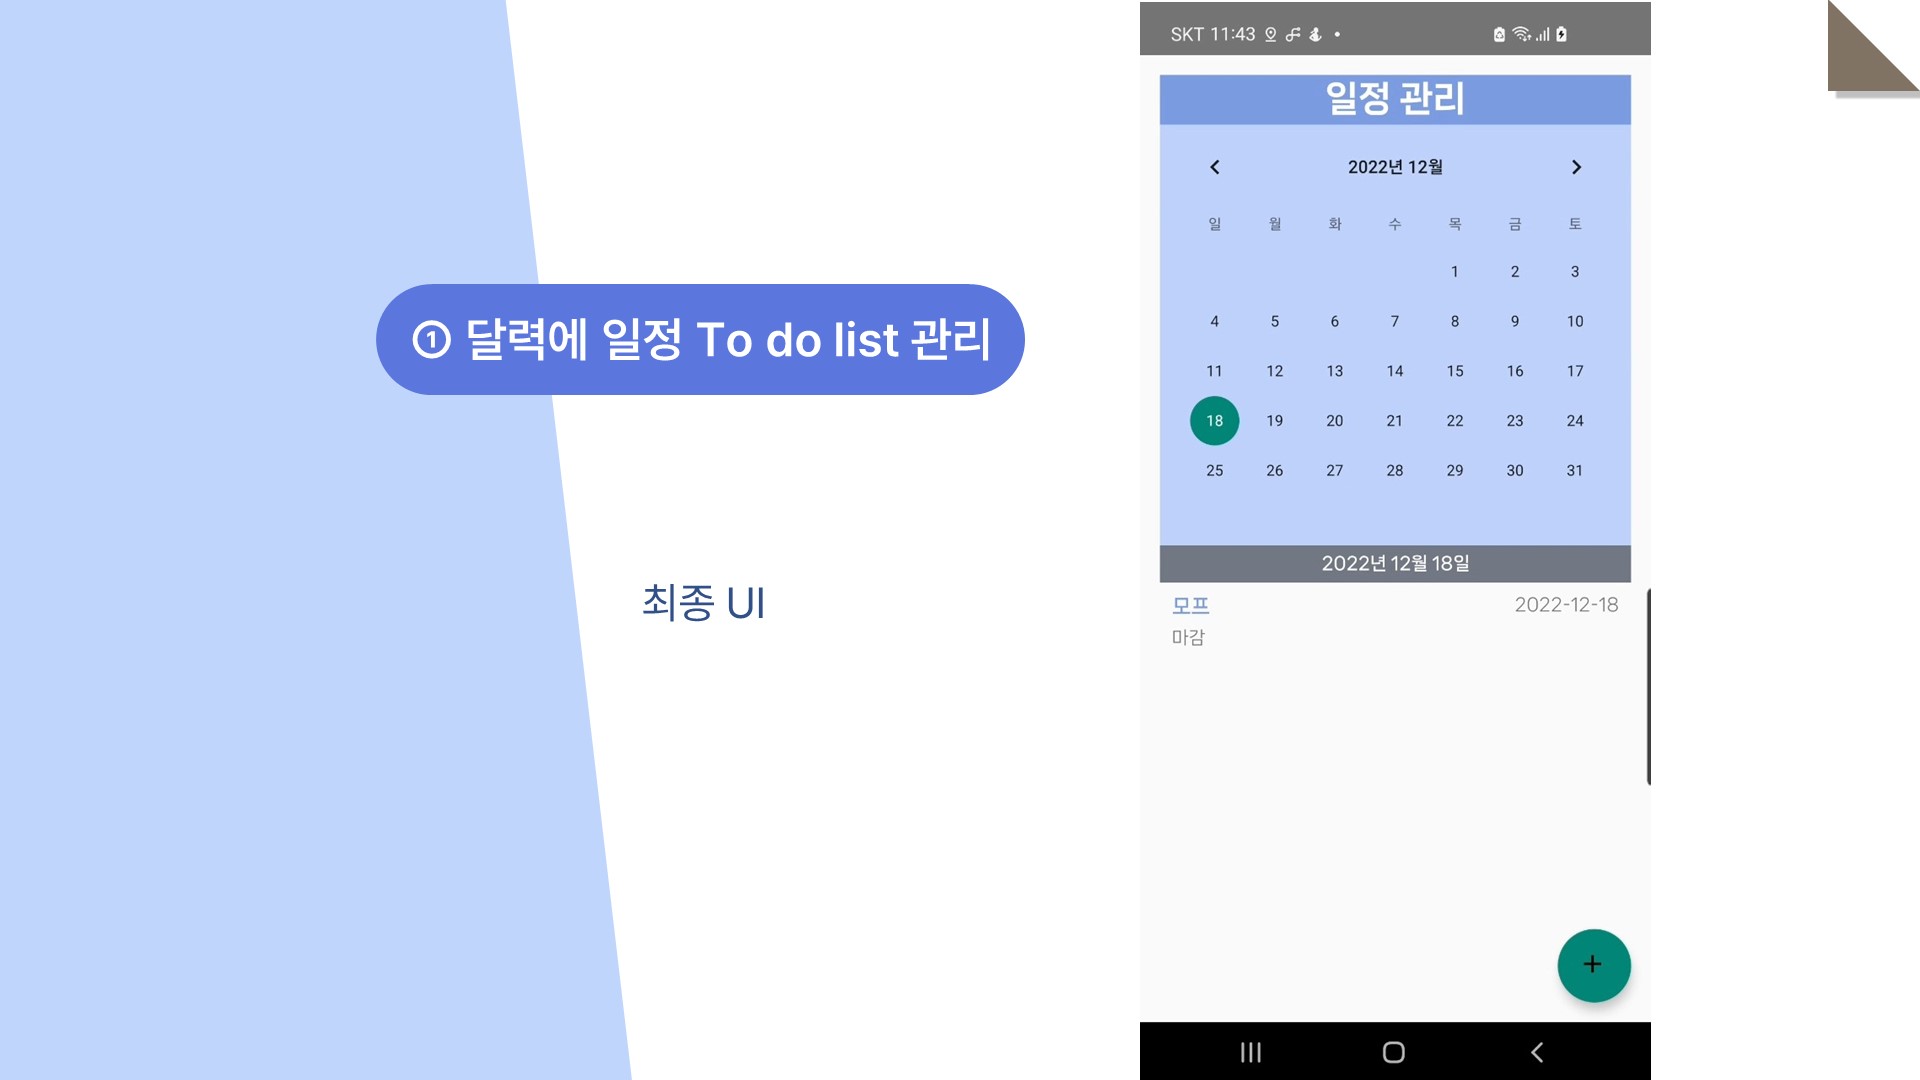 ① 달력에 일정 To do list 관리
최종 UI
SKT 11:43
일정 관리
2022년 12월
일 월 화 수 목 금 토
1 2 3
4 5 6 7 8 9 10
11 12 13 14 15 16 17
18 19 20 21 22 23 24
25 26 27 28 29 30 31
2022년 12월 18일
모프 2022-12-18
마감
+